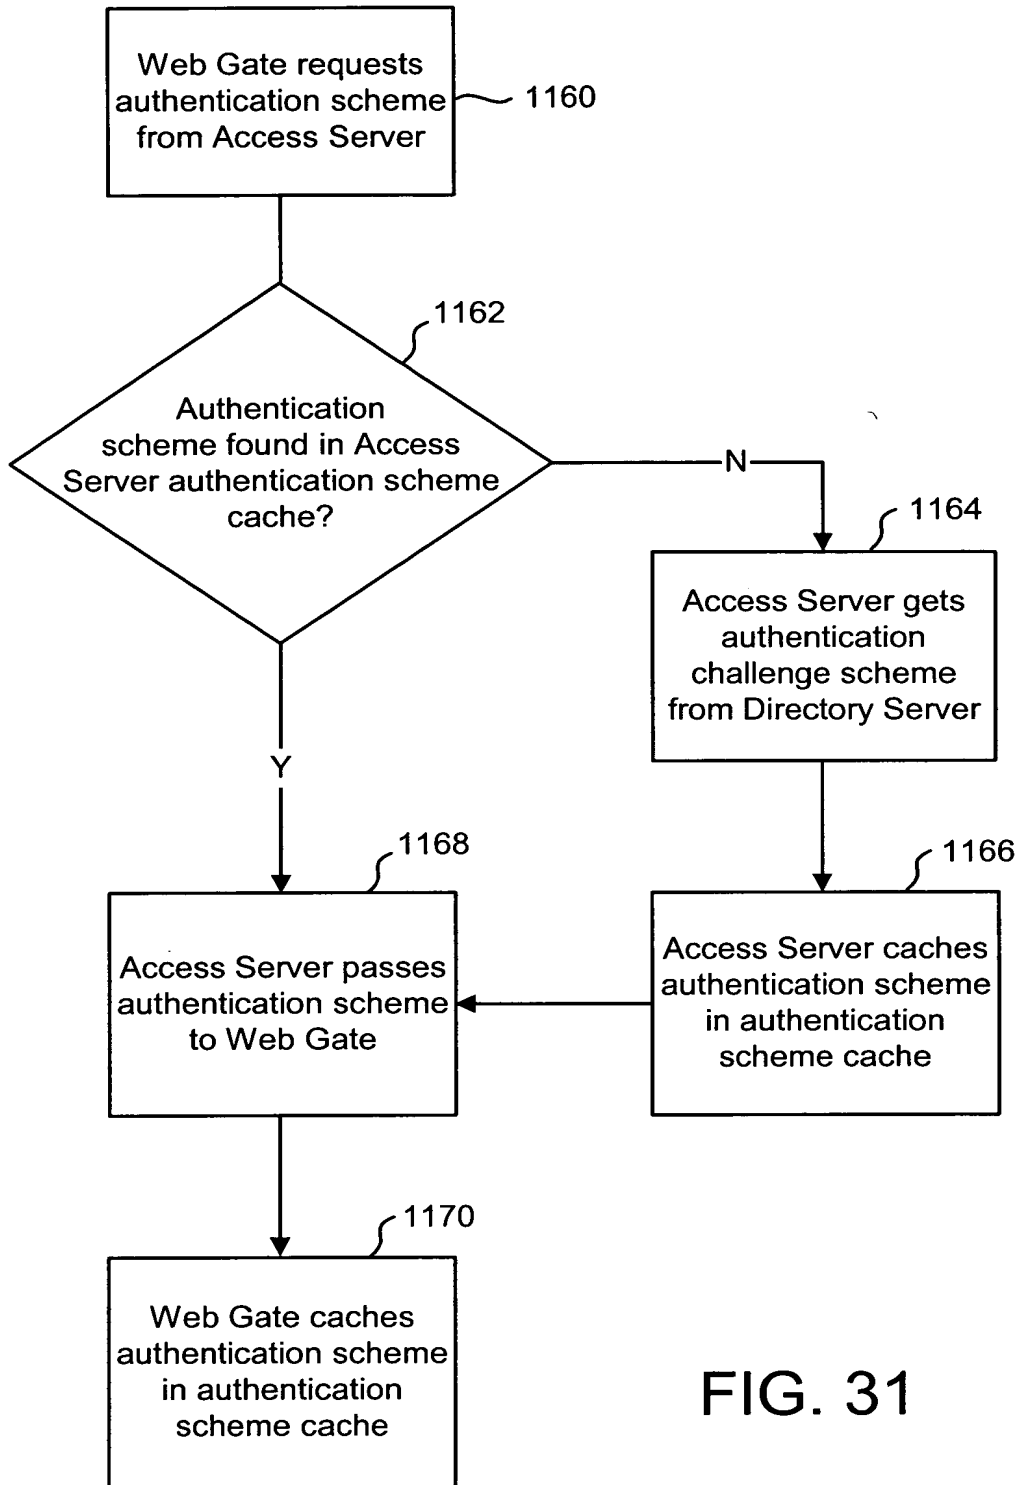 Web Gate requests
authentication scheme
from Access Server
1160
1162
Authentication
scheme found in Access
Server authentication scheme
cache?
N
1164
Access Server gets
authentication
challenge scheme
from Directory Server
Y
1168
1166
Access Server passes
authentication scheme
to Web Gate
Access Server caches
authentication scheme
in authentication
scheme cache
1170
Web Gate caches
authentication scheme
in authentication
scheme cache
FIG. 31